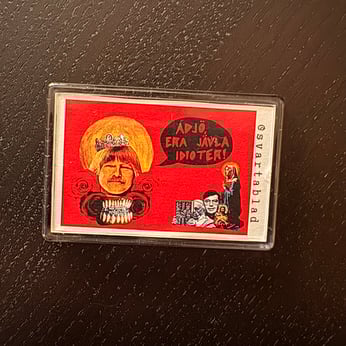 ADJÖ,
ERA JÄVLA
IDIOTER!
@svartablad